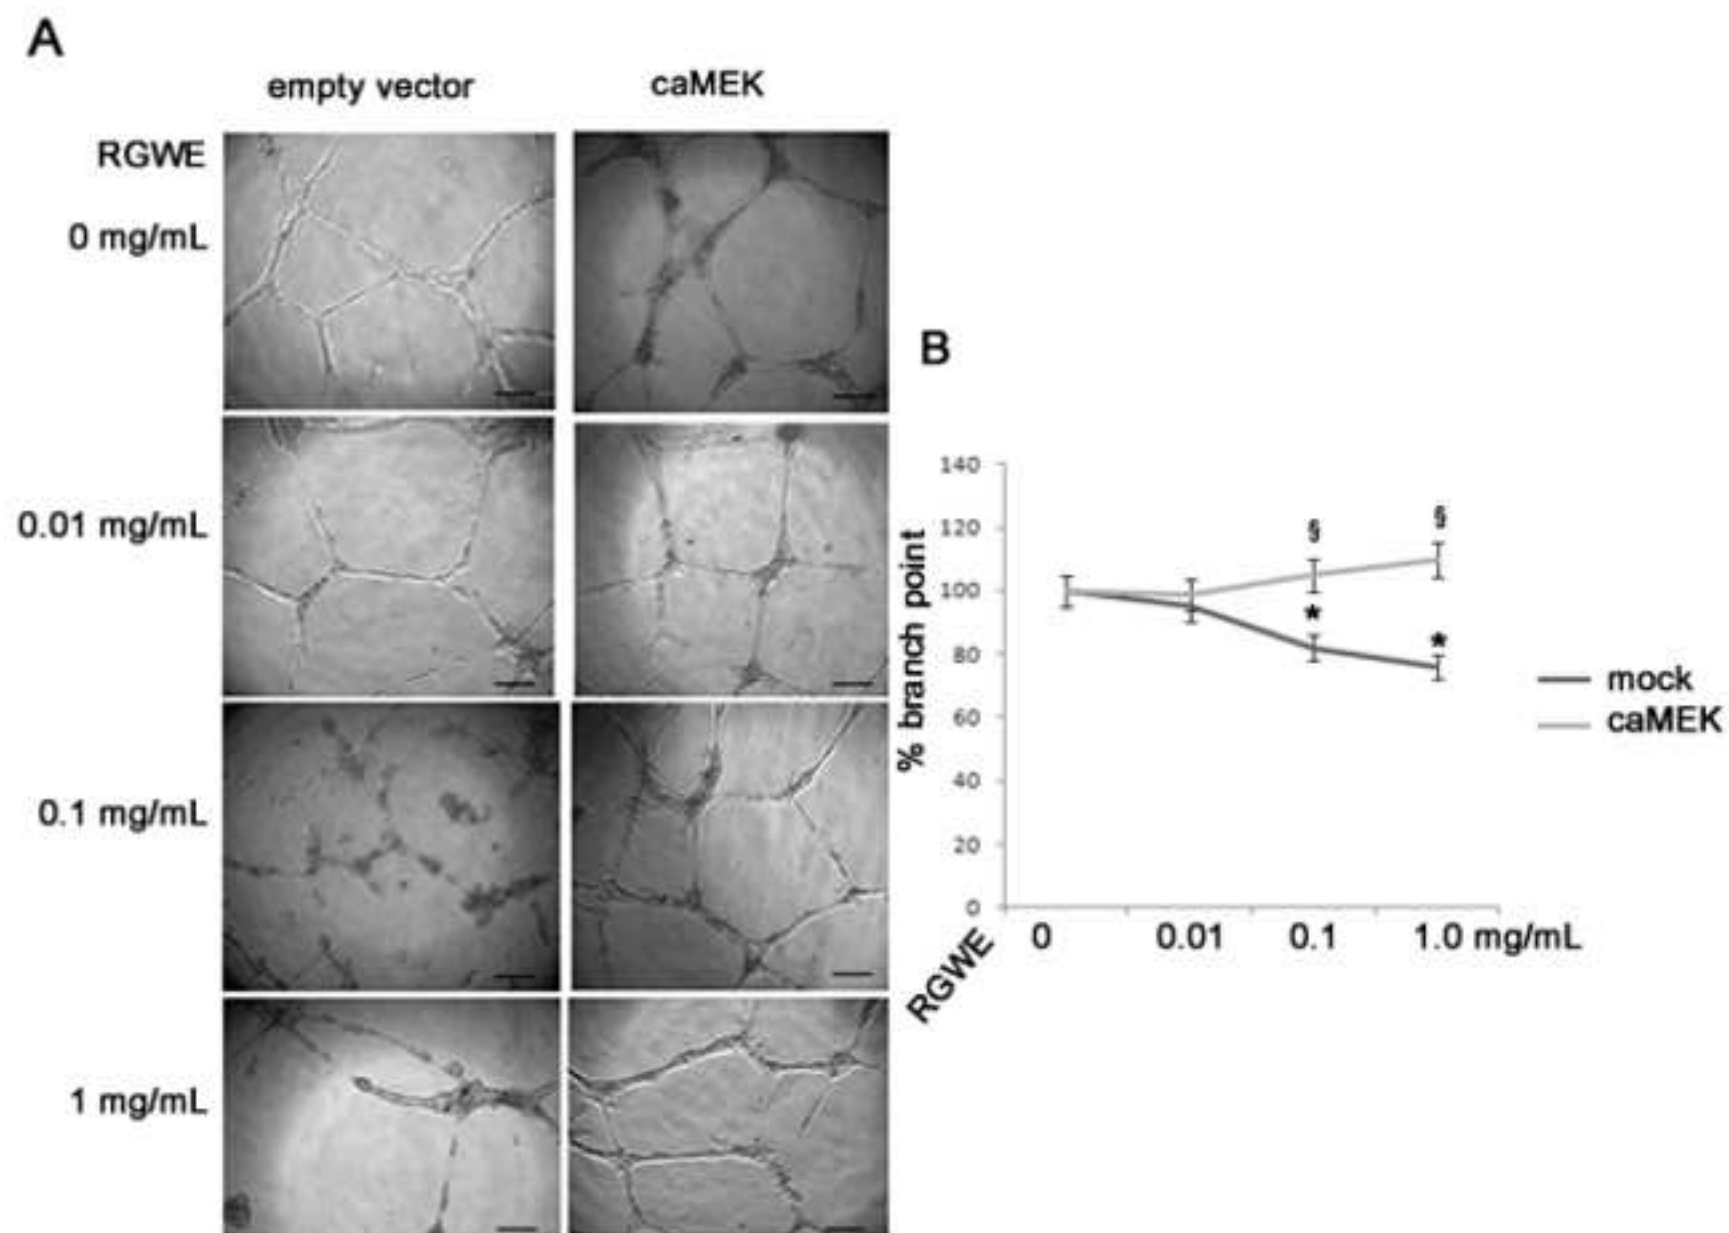 A
empty vector
caMEK
RGWE
0 mg/mL
0.01 mg/mL
0.1 mg/mL
1 mg/mL
B
% branch point
140
120
100
80
60
40
20
0
§
§
*
*
mock
caMEK
RGWE
0 0.01 0.1 1.0 mg/mL